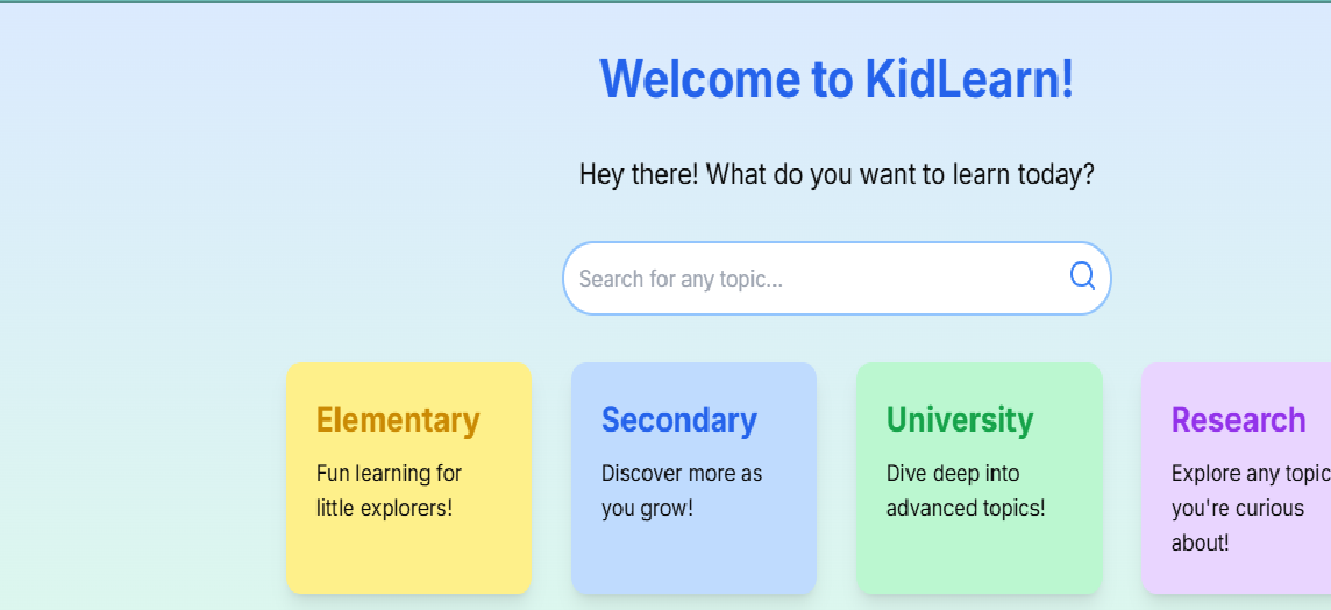 Welcome to KidLearn!
Hey there! What do you want to learn today?
Search for any topic...
Elementary
Fun learning for
little explorers!
Secondary
Discover more as
you grow!
University
Dive deep into
advanced topics!
Research
Explore any topic
you're curious
about!